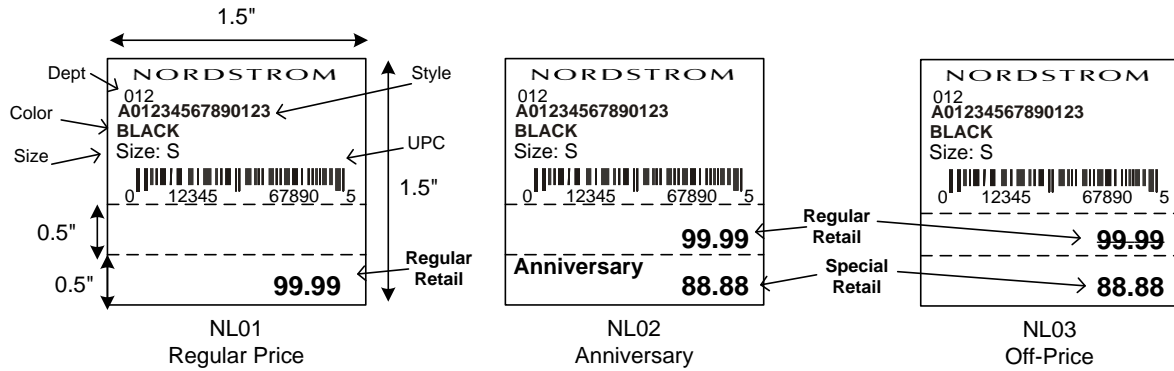 1.5"
Dept
Color
Size
Style
UPC
1.5"
0.5"
0.5"
Regular
Retail
NORDSTROM
012
A01234567890123
BLACK
Size: S
0 12345 67890 5
99.99
NL01
Regular Price
NORDSTROM
012
A01234567890123
BLACK
Size: S
0 12345 67890 5
99.99
Anniversary
88.88
NL02
Anniversary
Regular
Retail
Special
Retail
NORDSTROM
012
A01234567890123
BLACK
Size: S
0 12345 67890 5
99.99
88.88
NL03
Off-Price